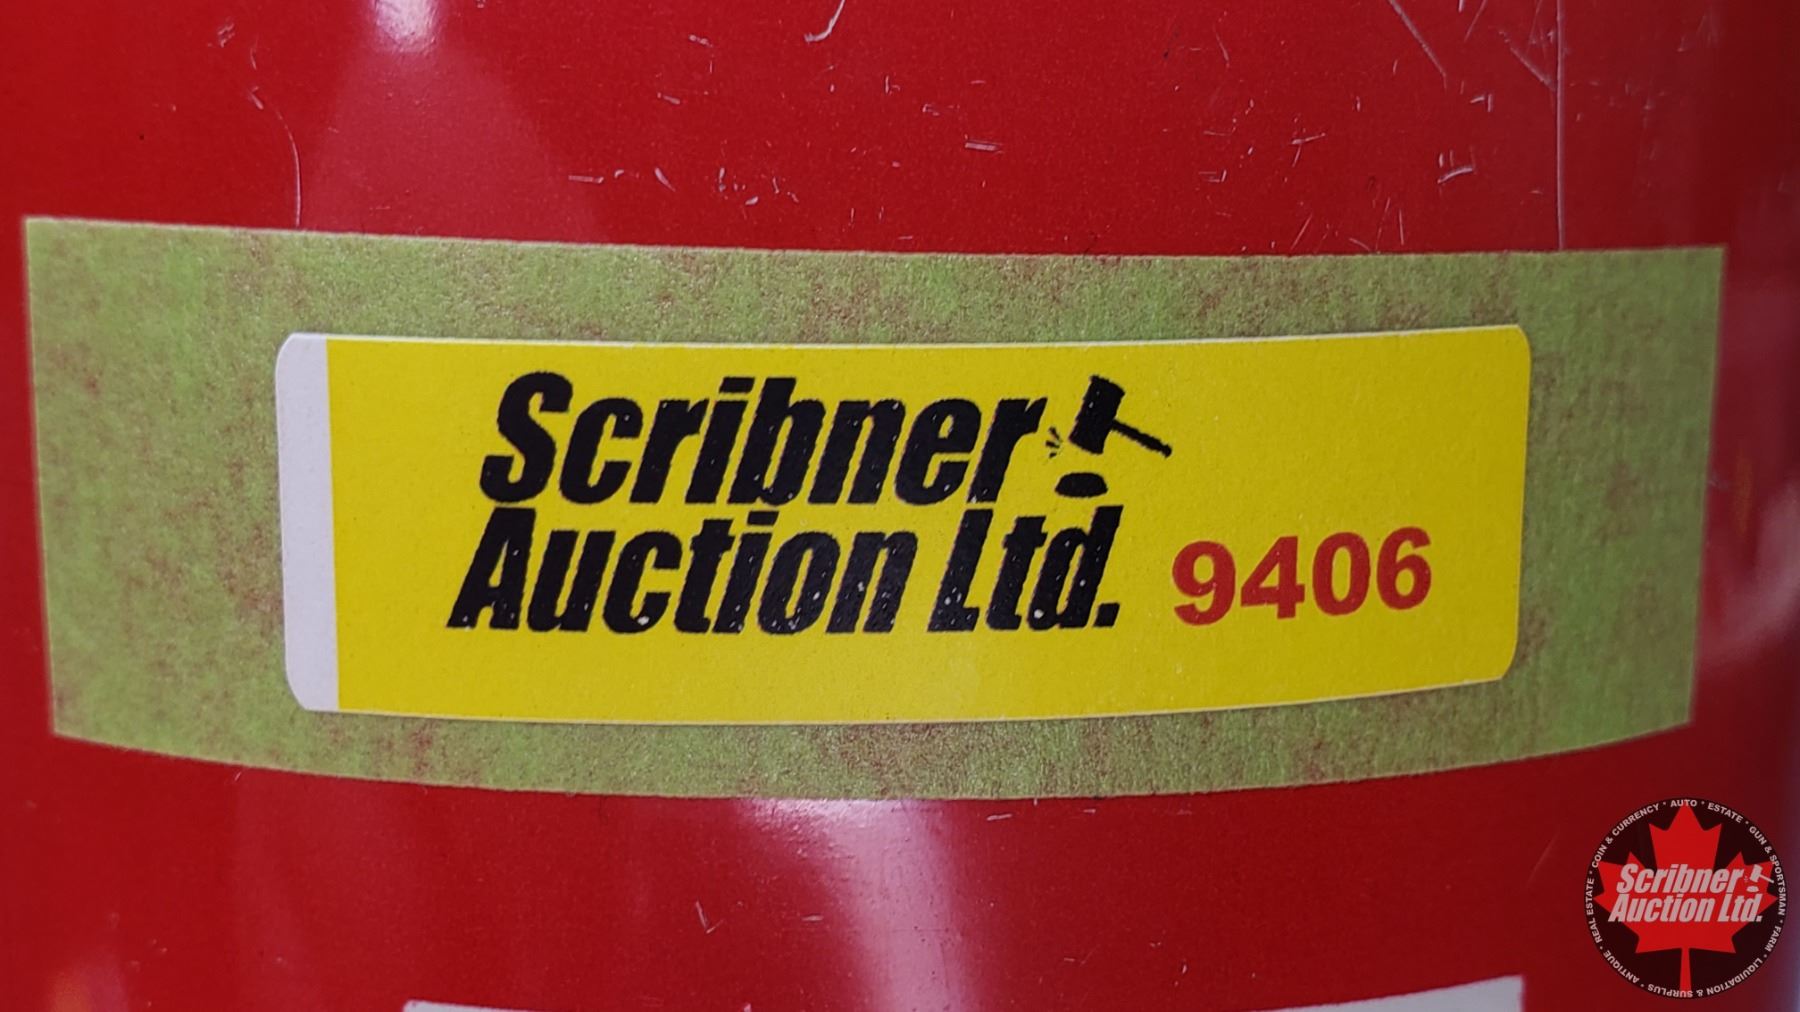 Scribner
Auction Ltd. 9406
COIN & CURRENCY * AUTO * ESTATE * GUN & SPORTSMAN * FARM * LIQUIDATION & SURPLUS * ANTIQUE * REAL ESTATE *
Scribner
Auction Ltd.